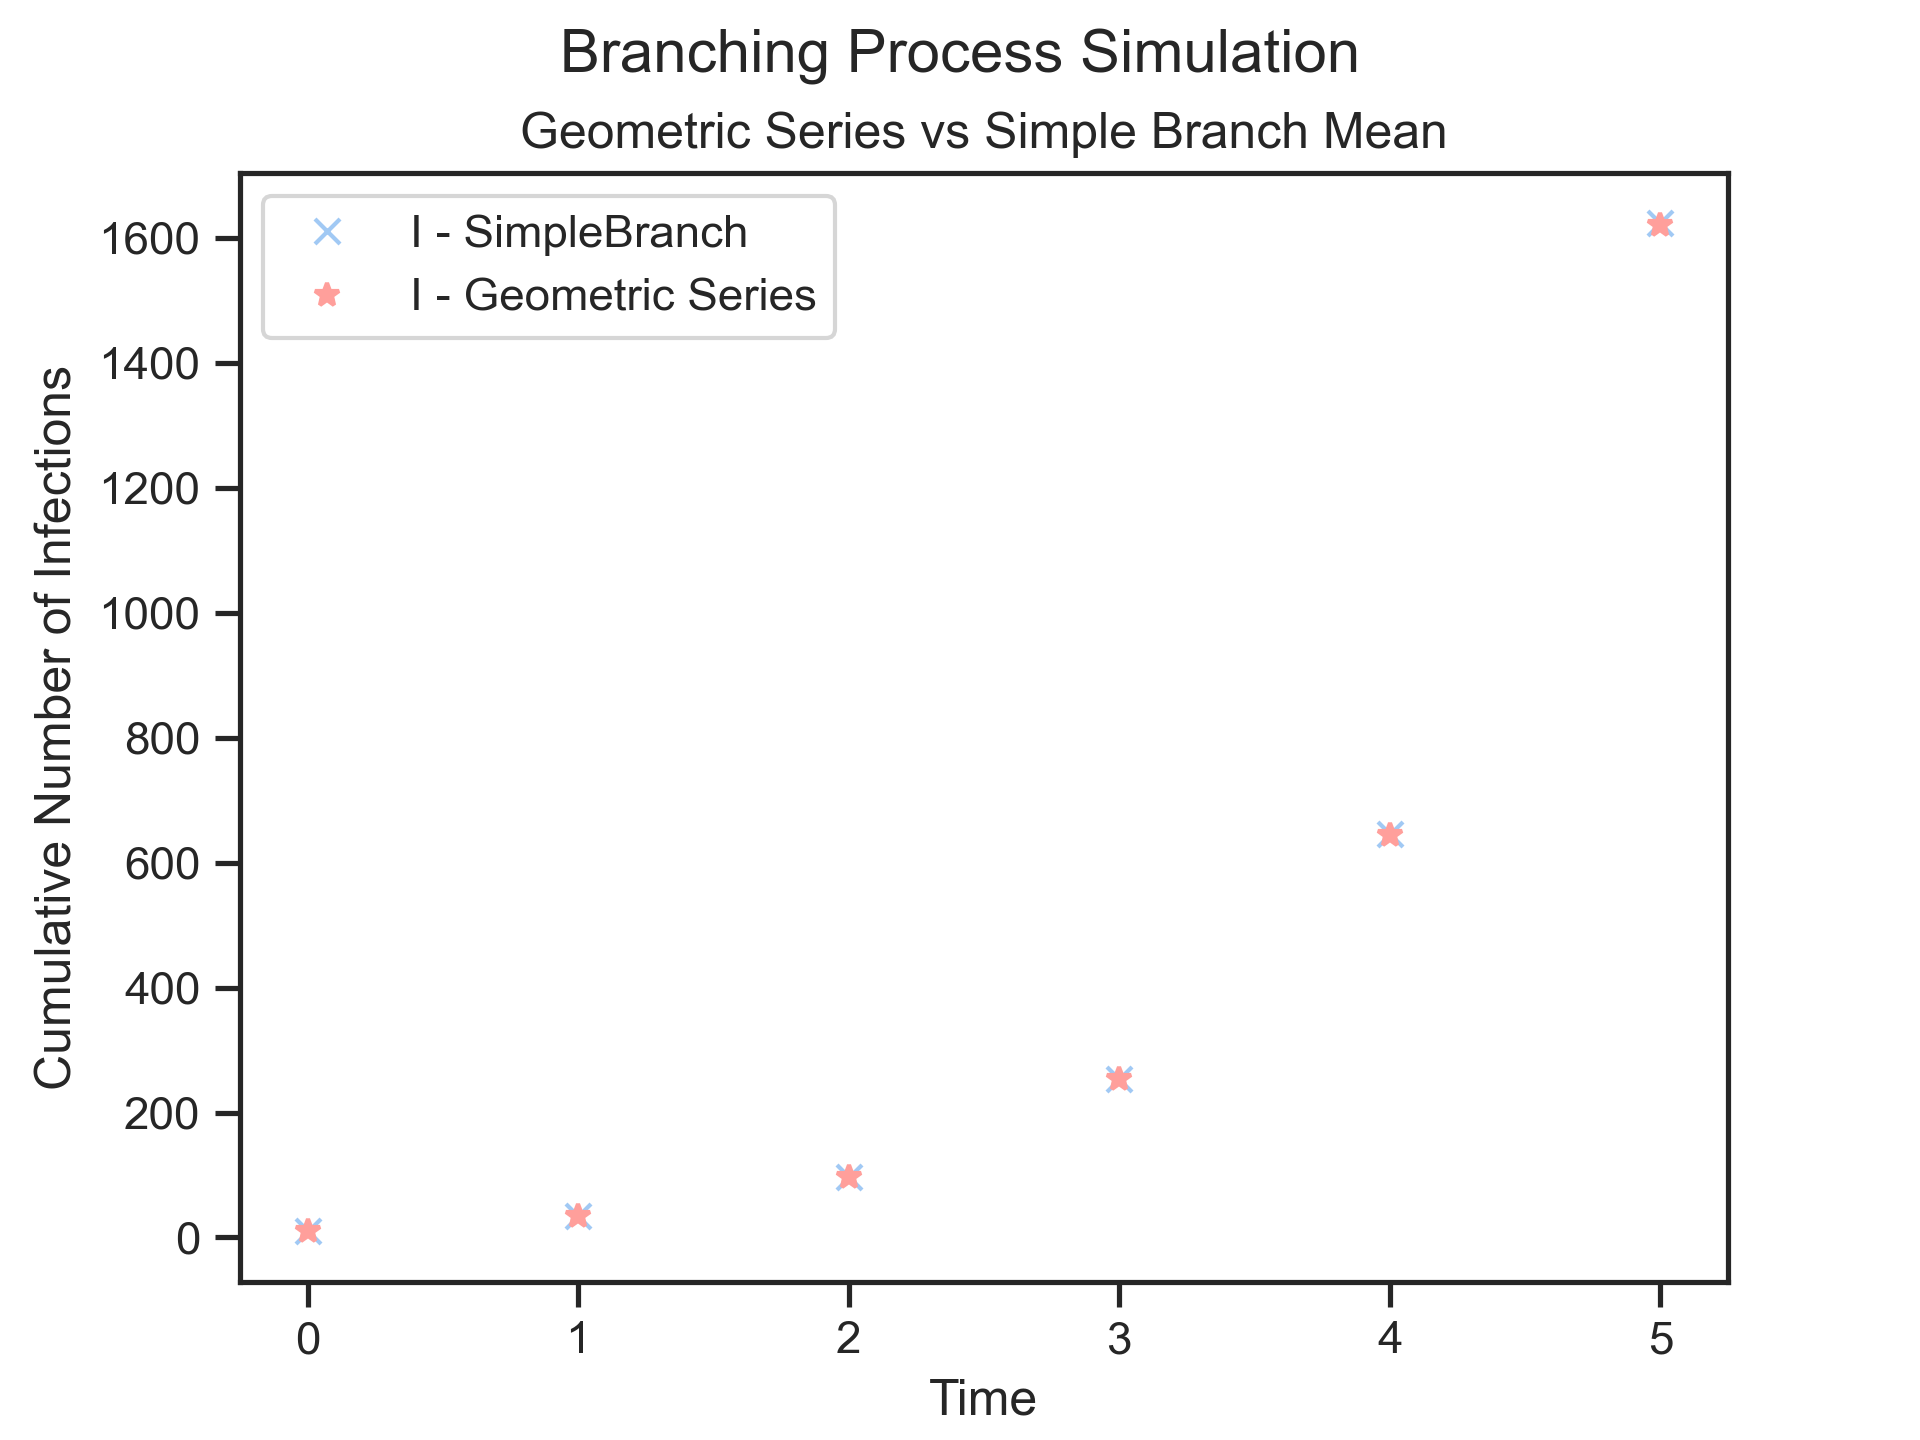 Branching Process Simulation
Geometric Series vs Simple Branch Mean
I - SimpleBranch
I - Geometric Series
Cumulative Number of Infections
1600
1400
1200
1000
800
600
400
200
0
0 1 2 3 4 5
Time